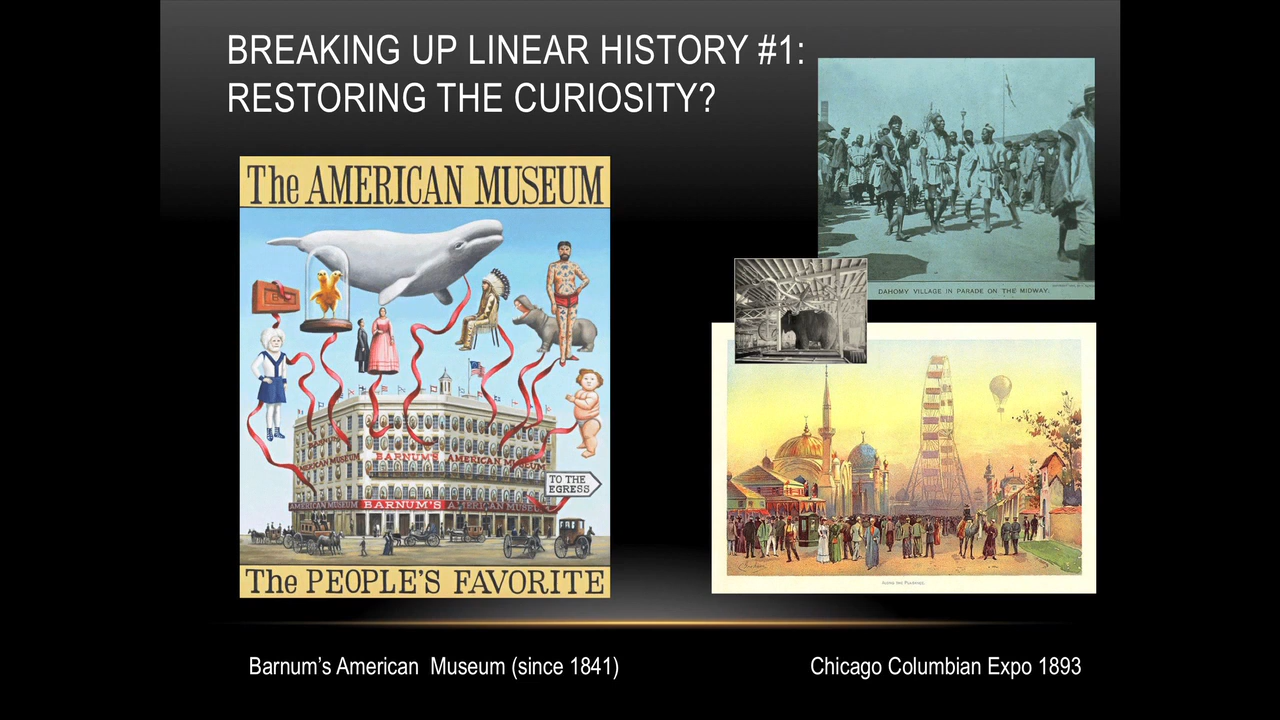 BREAKING UP LINEAR HISTORY #1:
RESTORING THE CURIOSITY?
The AMERICAN MUSEUM
AMERICAN MUSEUM BARNUM'S AMERICAN MUSEUM
TO THE
EGRESS
AMERICAN MUSEUM BARNUM'S AMERICAN MUSEUM
The PEOPLE'S FAVORITE
DAHOMY VILLAGE IN PARADE ON THE MIDWAY.
Barnum's American Museum (since 1841)
Chicago Columbian Expo 1893